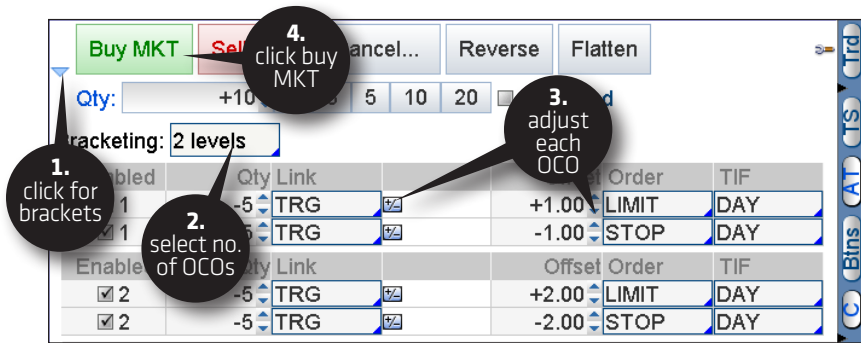 Buy MKT
Sel
ancel...
Reverse
Flatten
4.
click buy
MKT
Qty:
+10
5
10
20
d
3.
adjust
each
OCO
racketing:
2 levels
1.
click for
brackets
2.
select no.
of OCOs
bled Qty Link Offset Order TIF
1 -5 TRG +/- +1.00 LIMIT DAY
1 -5 TRG +/- -1.00 STOP DAY
Enable ty Link Offset Order TIF
2 -5 TRG +/- +2.00 LIMIT DAY
2 -5 TRG +/- -2.00 STOP DAY
Trd
TS
AT
Btns
C